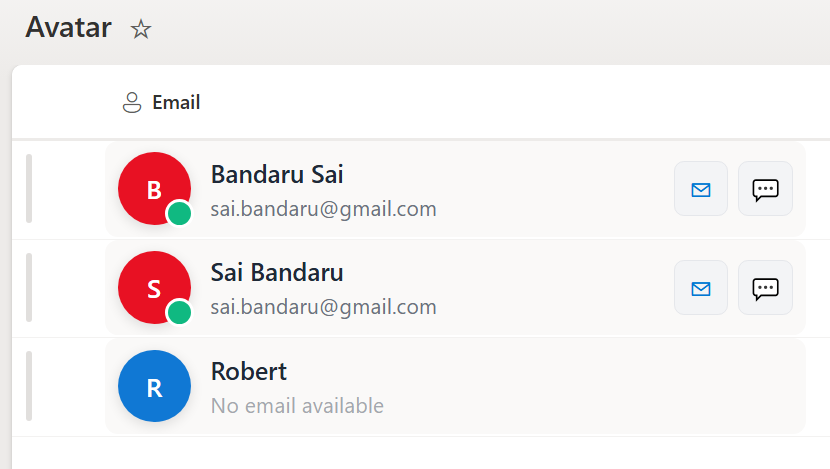 Avatar
Email
B
Bandaru Sai
sai.bandaru@gmail.com
S
Sai Bandaru
sai.bandaru@gmail.com
R
Robert
No email available